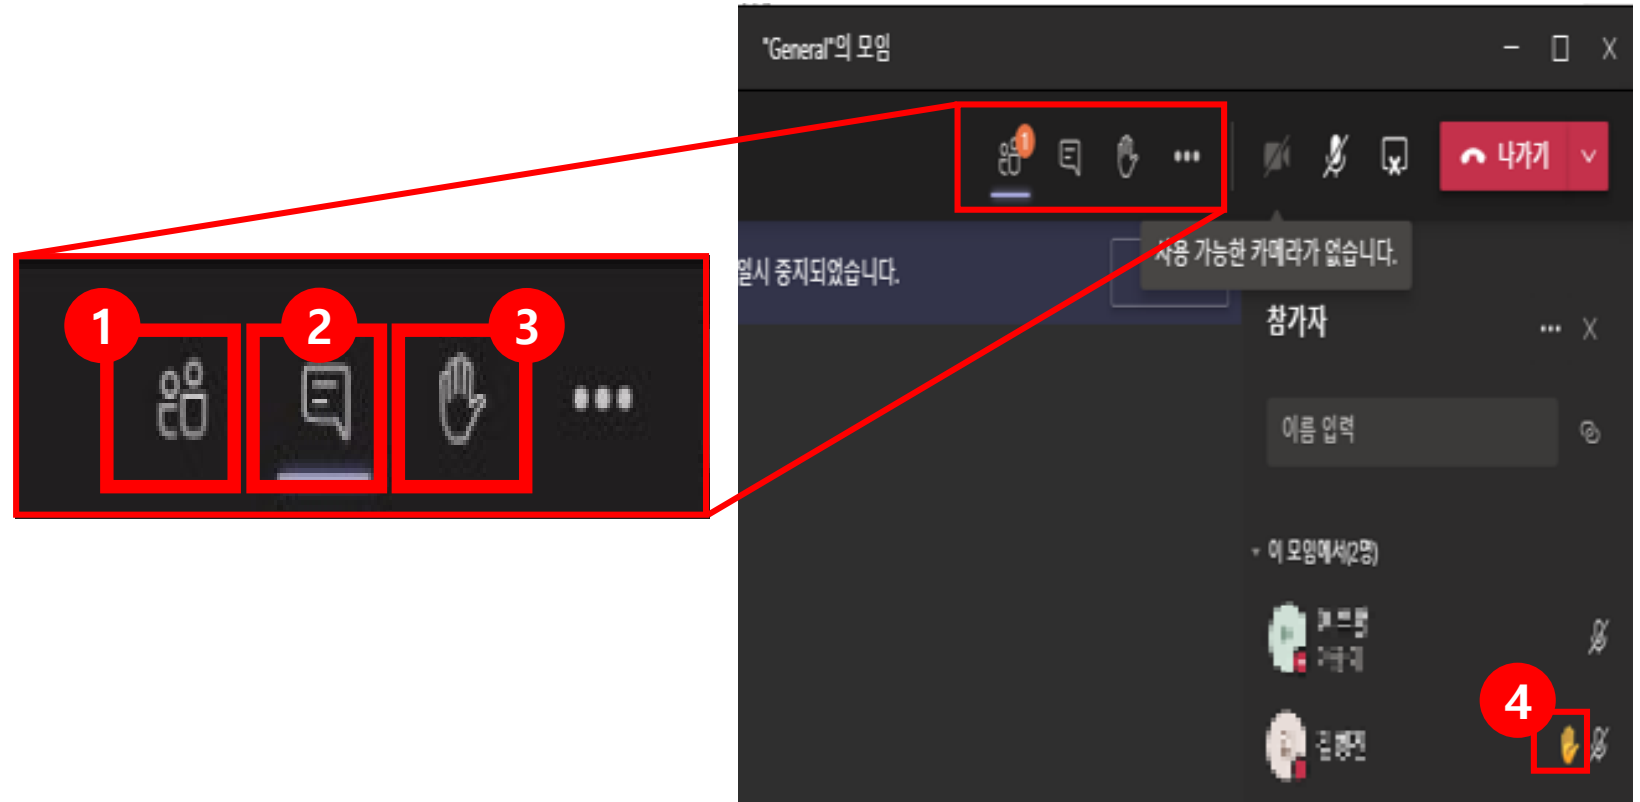 "General"의 모임
1
나가기
사용 가능한 카메라가 없습니다.
일시 중지되었습니다.
참가자
1
2
3
이름 입력
이 모임에서(2명)
4